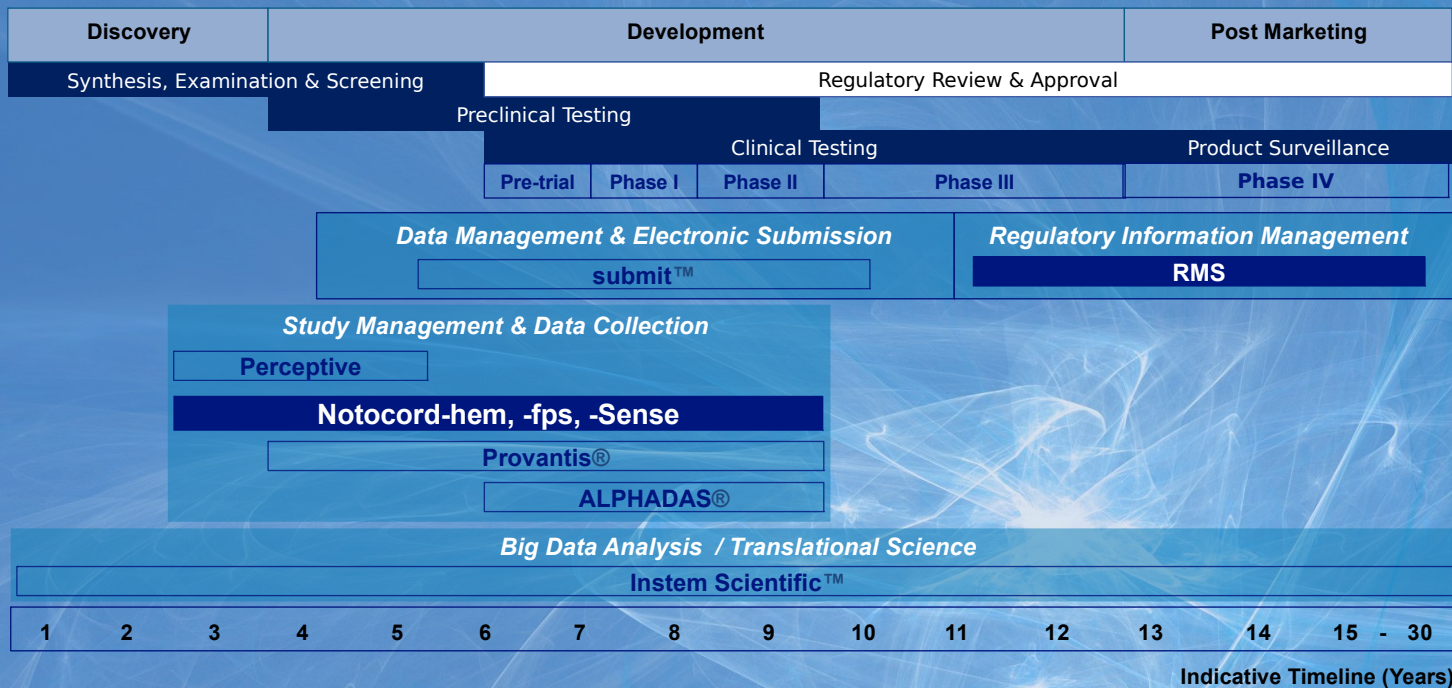 Discovery Development Post Marketing
Synthesis, Examination & Screening Regulatory Review & Approval
Preclinical Testing
Clinical Testing Product Surveillance
Pre-trial Phase I Phase II Phase III Phase IV
Data Management & Electronic Submission Regulatory Information Management
submit™ RMS
Study Management & Data Collection
Perceptive
Notocord-hem, -fps, -Sense
Provantis®
ALPHADAS®
Big Data Analysis / Translational Science
Instem Scientific™
1 2 3 4 5 6 7 8 9 10 11 12 13 14 15 - 30
Indicative Timeline (Years)